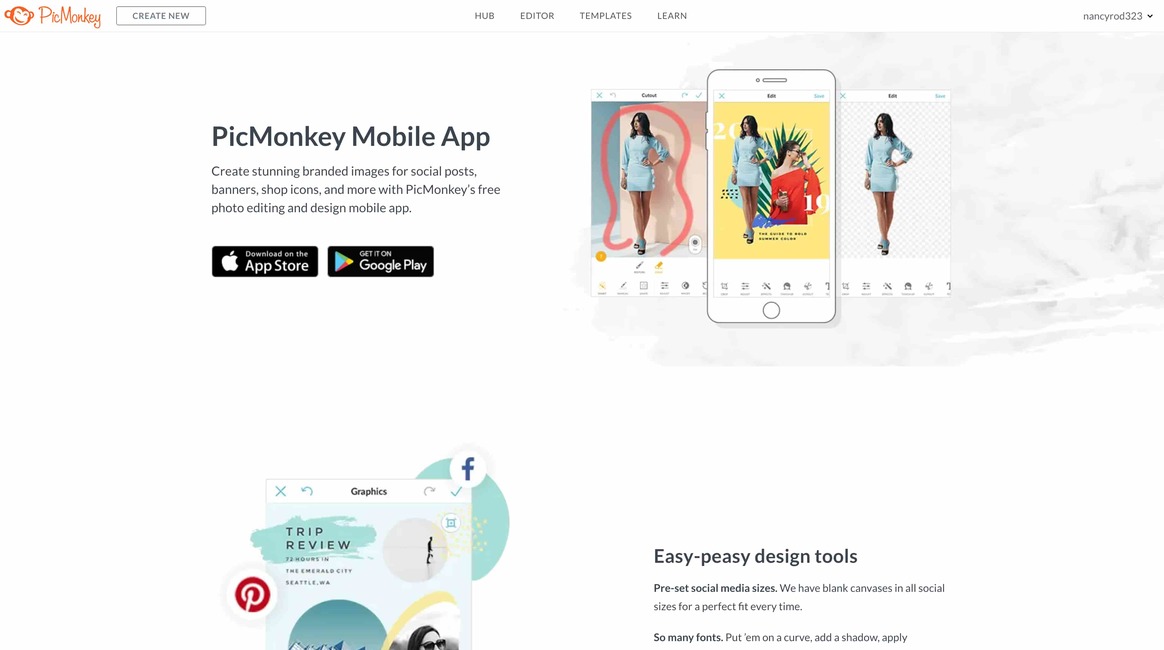 PicMonkey
CREATE NEW
HUB
EDITOR
TEMPLATES
LEARN
nancyrod323
PicMonkey Mobile App
Create stunning branded images for social posts,
banners, shop icons, and more with PicMonkey's free
photo editing and design mobile app.
Download on the
App Store
GET IT ON
Google Play
Cutout
Edit
Save
20
19
THE GUIDE TO BOLD
SUMMER COLOR
Edit
Save
Graphics
TRIP
REVIEW
72 HOURS IN
THE EMERALD CITY
SEATTLE, WA
Easy-peasy design tools
Pre-set social media sizes. We have blank canvases in all social
sizes for a perfect fit every time.
So many fonts. Put 'em on a curve, add a shadow, apply